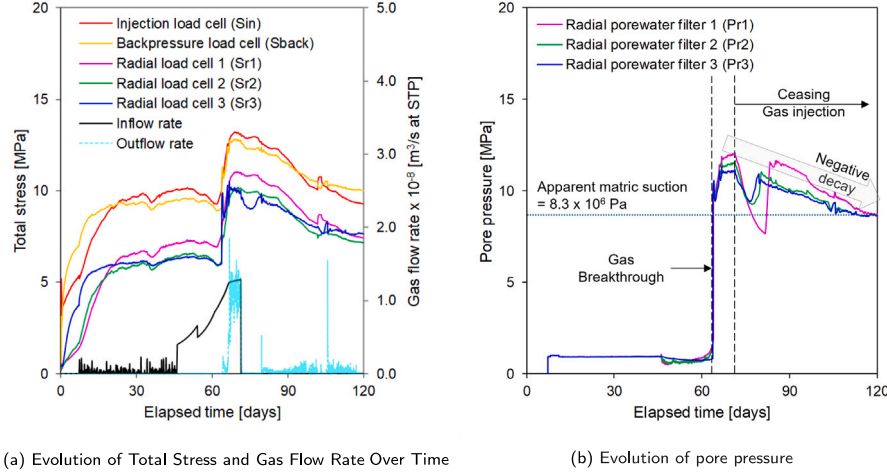 Injection load cell (Sin)
Backpressure load cell (Sback)
Radial load cell 1 (Sr1)
Radial load cell 2 (Sr2)
Radial load cell 3 (Sr3)
Inflow rate
Outflow rate
20
15
10
5
0
Total stress [MPa]
5.0
4.0
3.0
2.0
1.0
0.0
Gas flow rate x 10-8 [m3/s at STP]
0
30
60
90
120
Elapsed time [days]
(a) Evolution of Total Stress and Gas Flow Rate Over Time
Radial porewater filter 1 (Pr1)
Radial porewater filter 2 (Pr2)
Radial porewater filter 3 (Pr3)
Ceasing
Gas injection
Negative
decay
Apparent matric suction
= 8.3 x 10⁶ Pa
Gas
Breakthrough
20
15
10
5
0
Pore pressure [MPa]
0
30
60
90
120
Elapsed time [days]
(b) Evolution of pore pressure